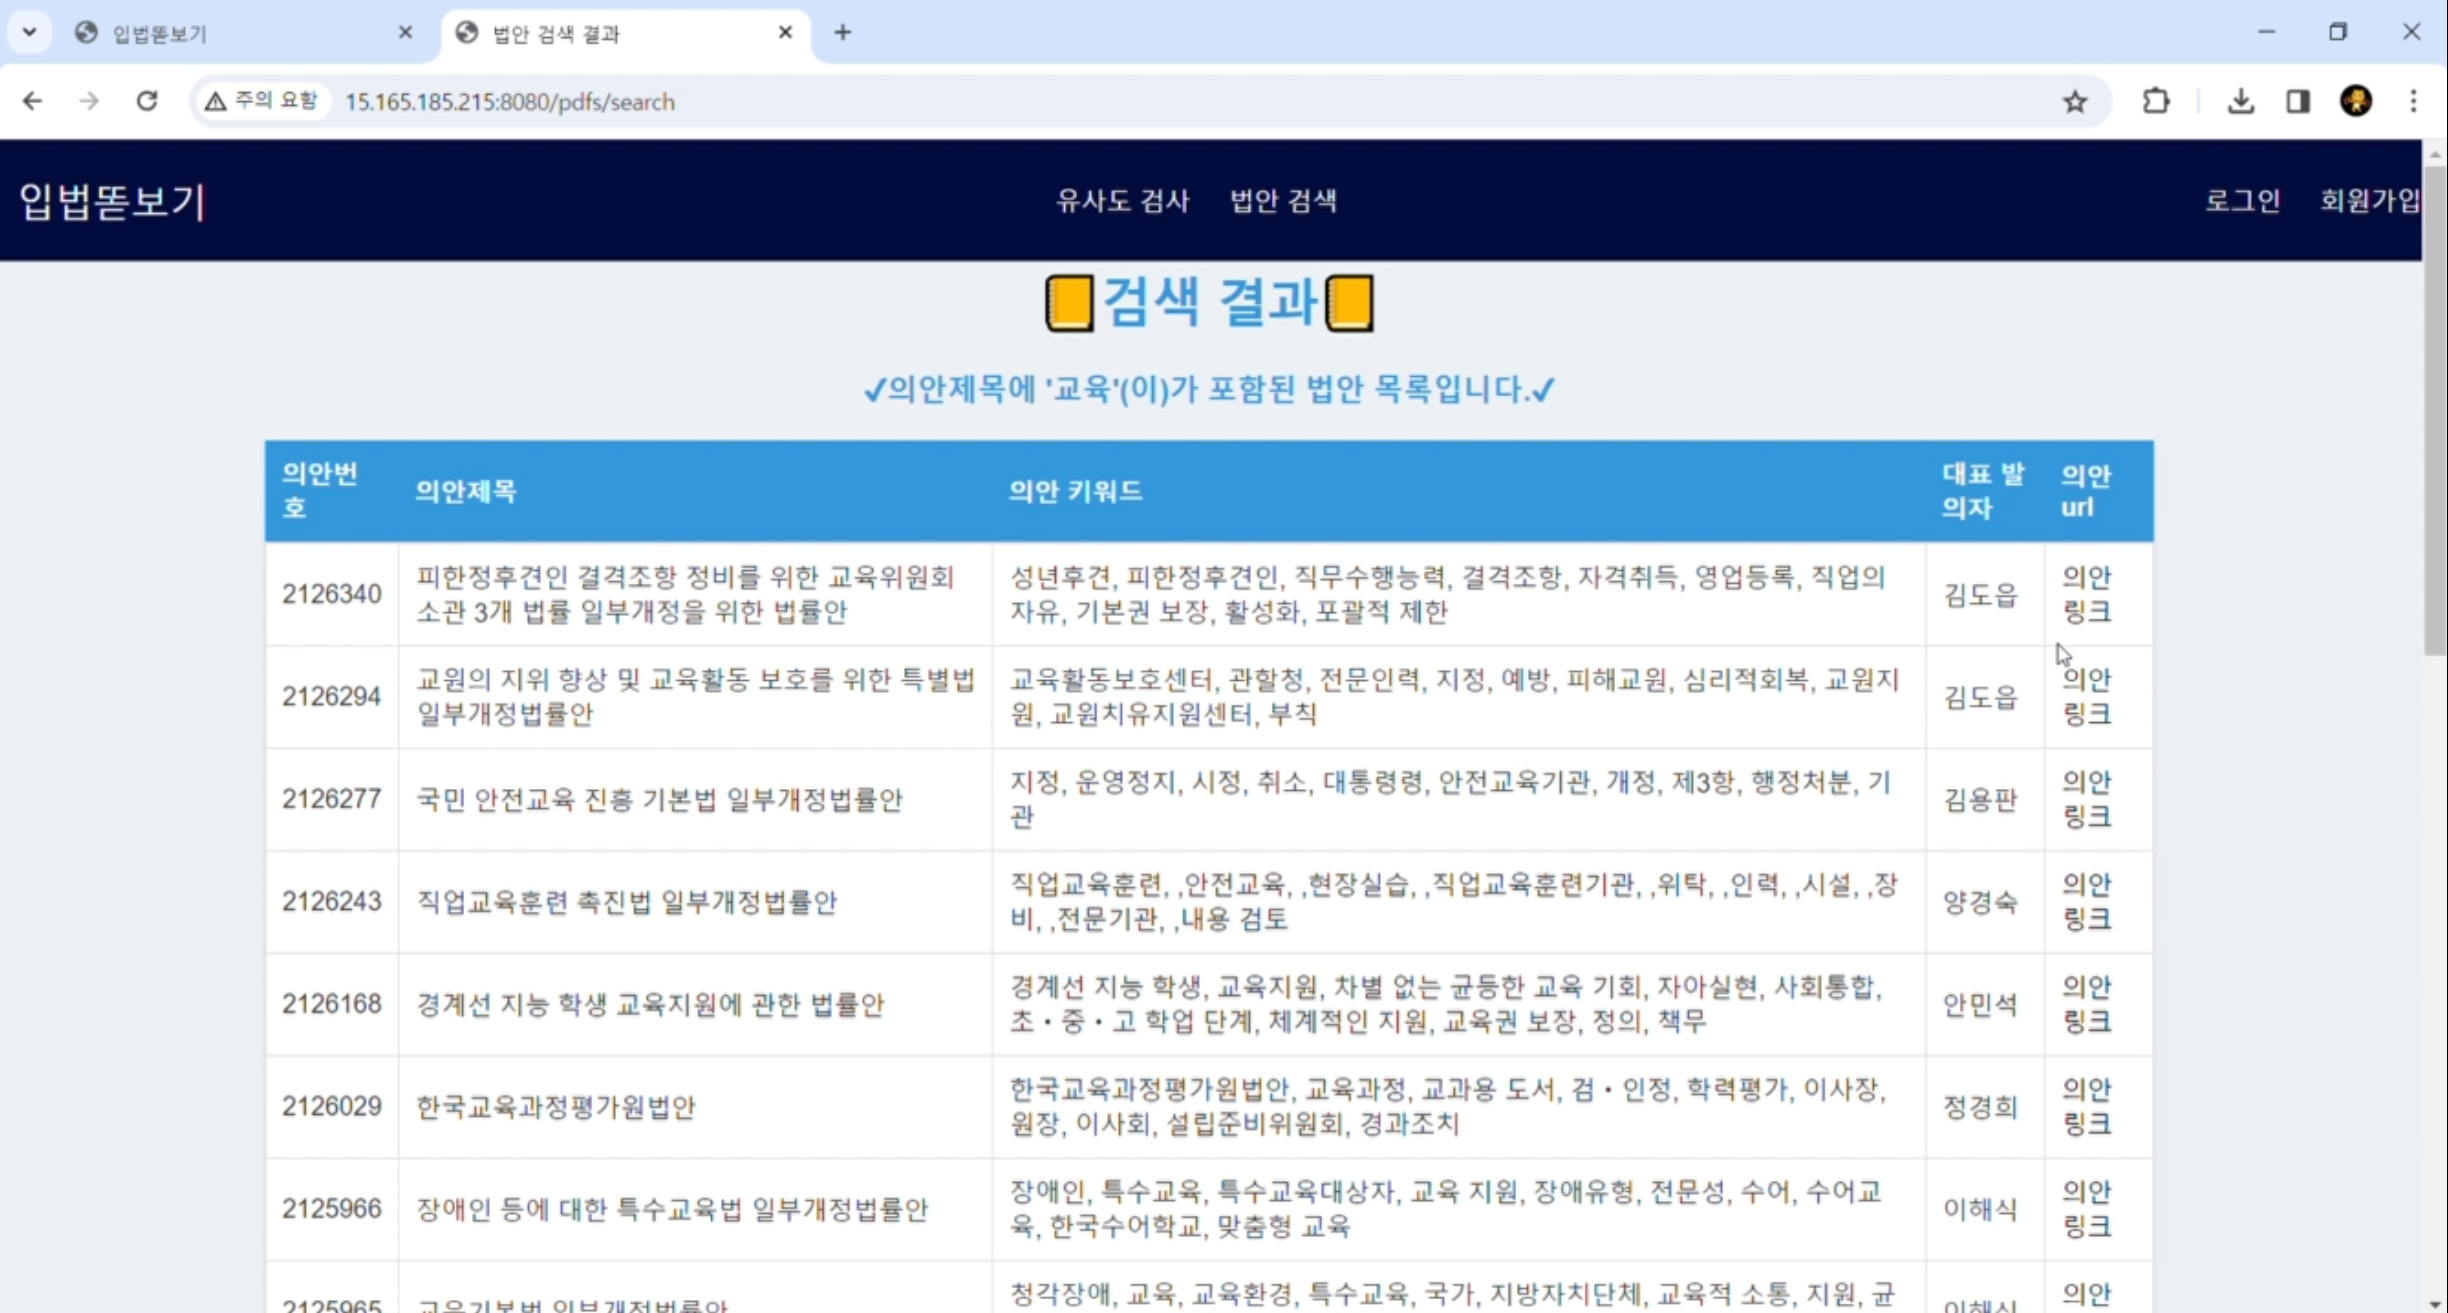 입법똗보기
법안 검색 결과
주의 요함
15.165.185.215:8080/pdfs/search
입법똗보기
유사도 검사
법안 검색
로그인
회원가입
검색 결과
✔의안제목에 '교육'(이)가 포함된 법안 목록입니다.✔
의안번
호
의안제목
의안 키워드
대표 발
의자
의안
url
2126340
피한정후견인 결격조항 정비를 위한 교육위원회
소관 3개 법률 일부개정을 위한 법률안
성년후견, 피한정후견인, 직무수행능력, 결격조항, 자격취득, 영업등록, 직업의
자유, 기본권 보장, 활성화, 포괄적 제한
김도읍
의안
링크
2126294
교원의 지위 향상 및 교육활동 보호를 위한 특별법
일부개정법률안
교육활동보호센터, 관할청, 전문인력, 지정, 예방, 피해교원, 심리적회복, 교원지
원, 교원치유지원센터, 부칙
김도읍
의안
링크
2126277
국민 안전교육 진흥 기본법 일부개정법률안
지정, 운영정지, 시정, 취소, 대통령령, 안전교육기관, 개정, 제3항, 행정처분, 기
관
김용판
의안
링크
2126243
직업교육훈련 촉진법 일부개정법률안
직업교육훈련, ,안전교육, ,현장실습, ,직업교육훈련기관, ,위탁, ,인력, ,시설, ,장
비, ,전문기관, ,내용 검토
양경숙
의안
링크
2126168
경계선 지능 학생 교육지원에 관한 법률안
경계선 지능 학생, 교육지원, 차별 없는 균등한 교육 기회, 자아실현, 사회통합,
초・중・고 학업 단계, 체계적인 지원, 교육권 보장, 정의, 책무
안민석
의안
링크
2126029
한국교육과정평가원법안
한국교육과정평가원법안, 교육과정, 교과용 도서, 검・인정, 학력평가, 이사장,
원장, 이사회, 설립준비위원회, 경과조치
정경희
의안
링크
2125966
장애인 등에 대한 특수교육법 일부개정법률안
장애인, 특수교육, 특수교육대상자, 교육 지원, 장애유형, 전문성, 수어, 수어교
육, 한국수어학교, 맞춤형 교육
이해식
의안
링크
2125965
교육기본법 일부개정법률안
청각장애, 교육, 교육환경, 특수교육, 국가, 지방자치단체, 교육적 소통, 지원, 균
이해식
의안